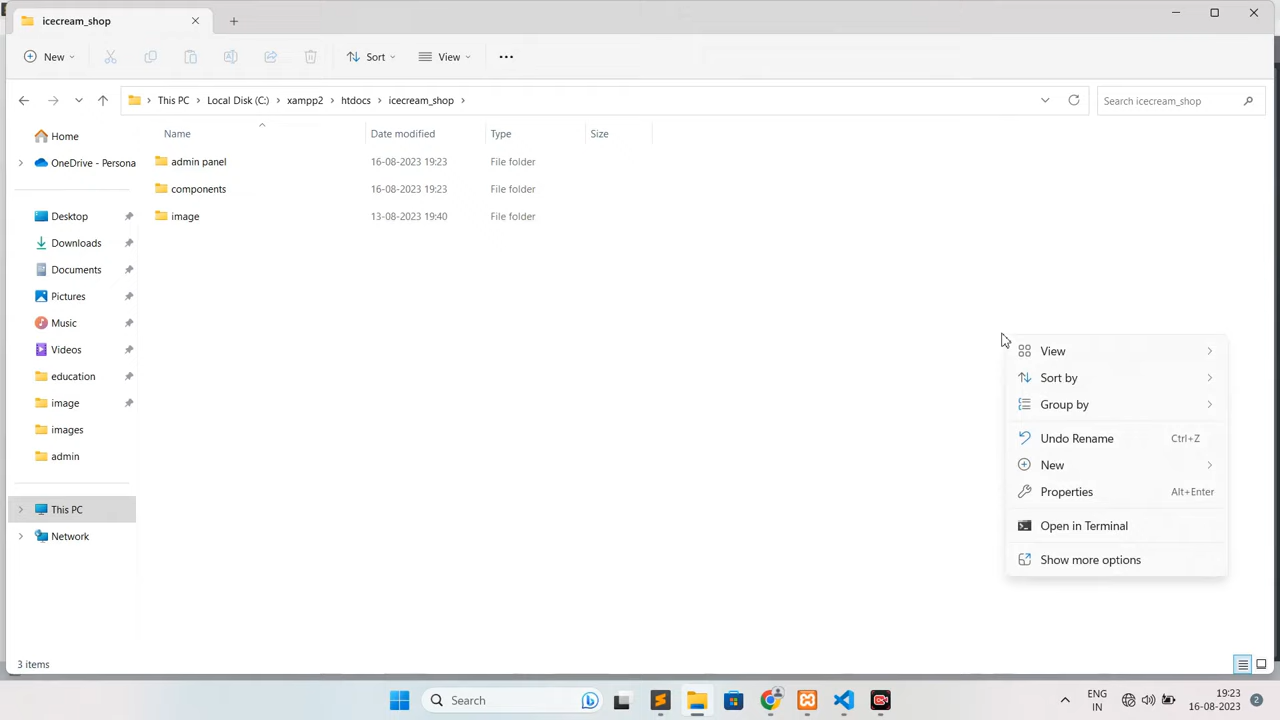 icecream_shop
New
Sort
View
This PC > Local Disk (C:) > xampp2 > htdocs > icecream_shop >
Search icecream_shop
Name Date modified Type Size
Home
OneDrive - Persona
Desktop
Downloads
Documents
Pictures
Music
Videos
education
image
images
admin
This PC
Network
admin panel 16-08-2023 19:23 File folder
components 16-08-2023 19:23 File folder
image 13-08-2023 19:40 File folder
View
Sort by
Group by
Undo Rename Ctrl+Z
New
Properties Alt+Enter
Open in Terminal
Show more options
3 items
Search
ENG
IN
19:23
16-08-2023
2